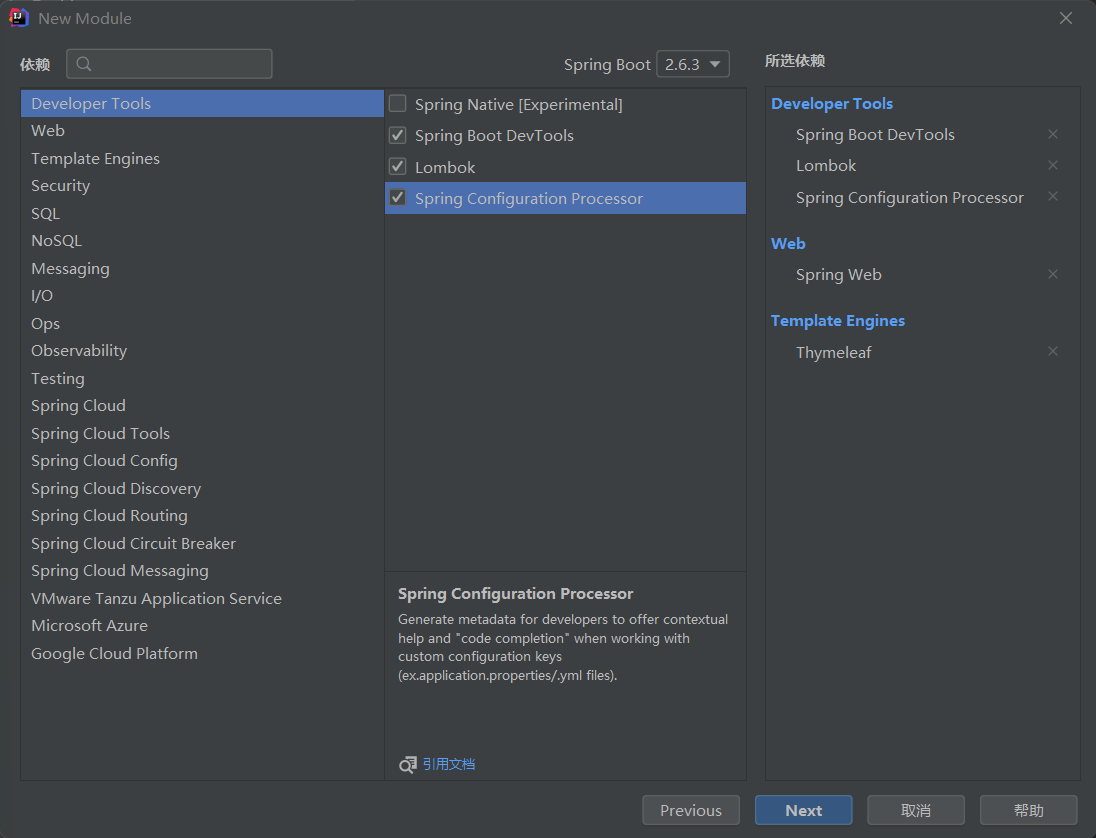 New Module
依赖
Spring Boot 2.6.3
所选依赖
Developer Tools
Web
Template Engines
Security
SQL
NoSQL
Messaging
I/O
Ops
Observability
Testing
Spring Cloud
Spring Cloud Tools
Spring Cloud Config
Spring Cloud Discovery
Spring Cloud Routing
Spring Cloud Circuit Breaker
Spring Cloud Messaging
VMware Tanzu Application Service
Microsoft Azure
Google Cloud Platform
Spring Native [Experimental]
Spring Boot DevTools
Lombok
Spring Configuration Processor
Spring Configuration Processor
Generate metadata for developers to offer contextual
help and "code completion" when working with
custom configuration keys
(ex.application.properties/.yml files).
引用文档
Developer Tools
Spring Boot DevTools
Lombok
Spring Configuration Processor
Web
Spring Web
Template Engines
Thymeleaf
Previous
Next
取消
帮助